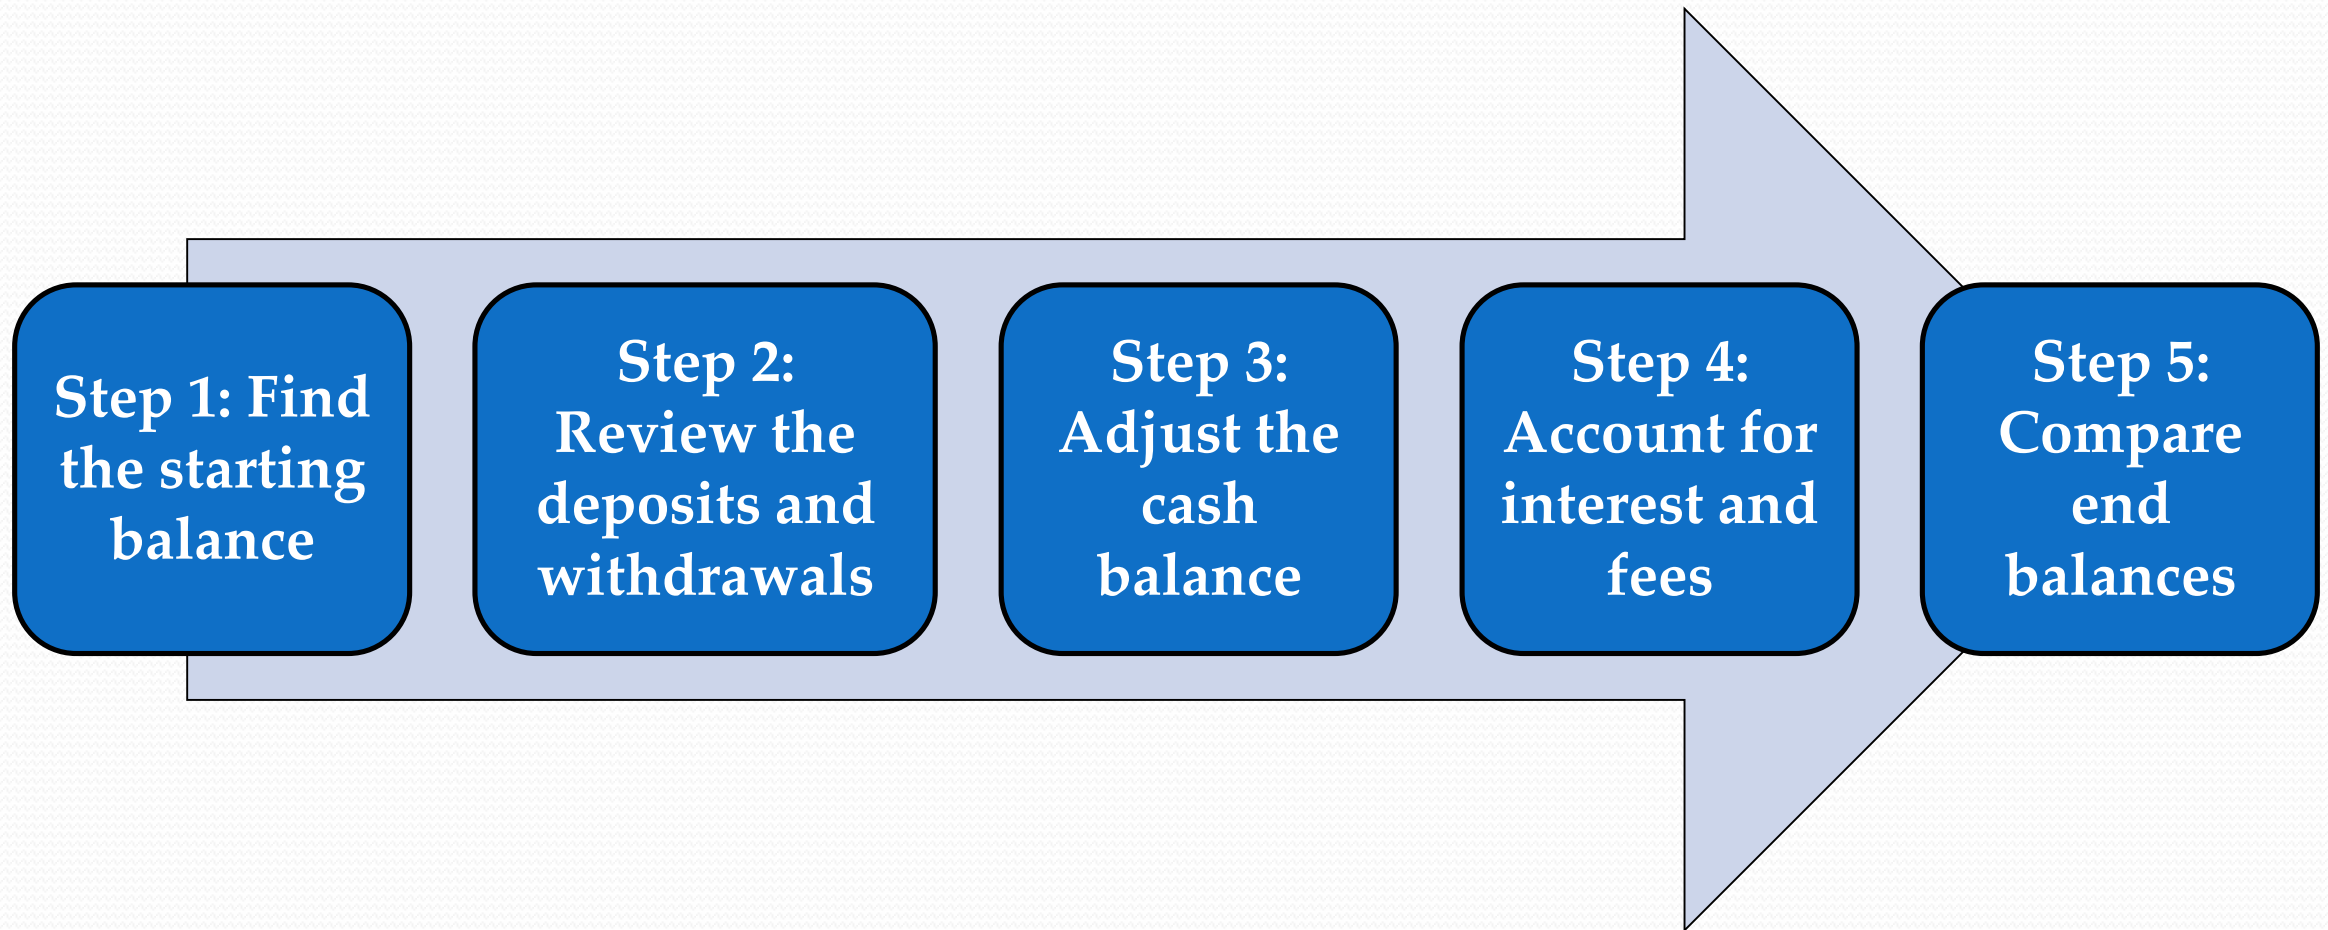 Step 1: Find
the starting
balance
Step 2:
Review the
deposits and
withdrawals
Step 3:
Adjust the
cash
balance
Step 4:
Account for
interest and
fees
Step 5:
Compare
end
balances